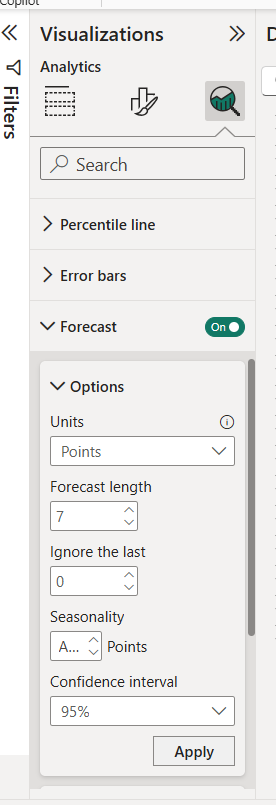 Copilot
Visualizations
Filters
Analytics
Search
Percentile line
Error bars
Forecast
On
Options
Units
Points
Forecast length
7
Ignore the last
0
Seasonality
A... Points
Confidence interval
95%
Apply